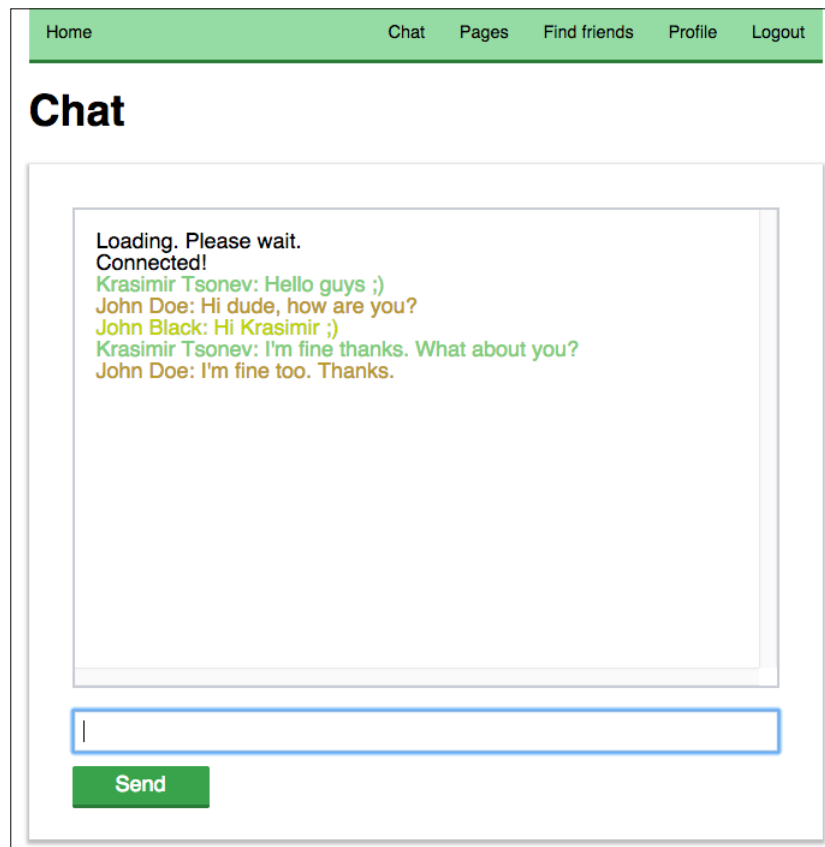 Home Chat Pages Find friends Profile Logout
Chat
Loading. Please wait.
Connected!
Krasimir Tsonev: Hello guys ;)
John Doe: Hi dude, how are you?
John Black: Hi Krasimir ;)
Krasimir Tsonev: I'm fine thanks. What about you?
John Doe: I'm fine too. Thanks.
Send